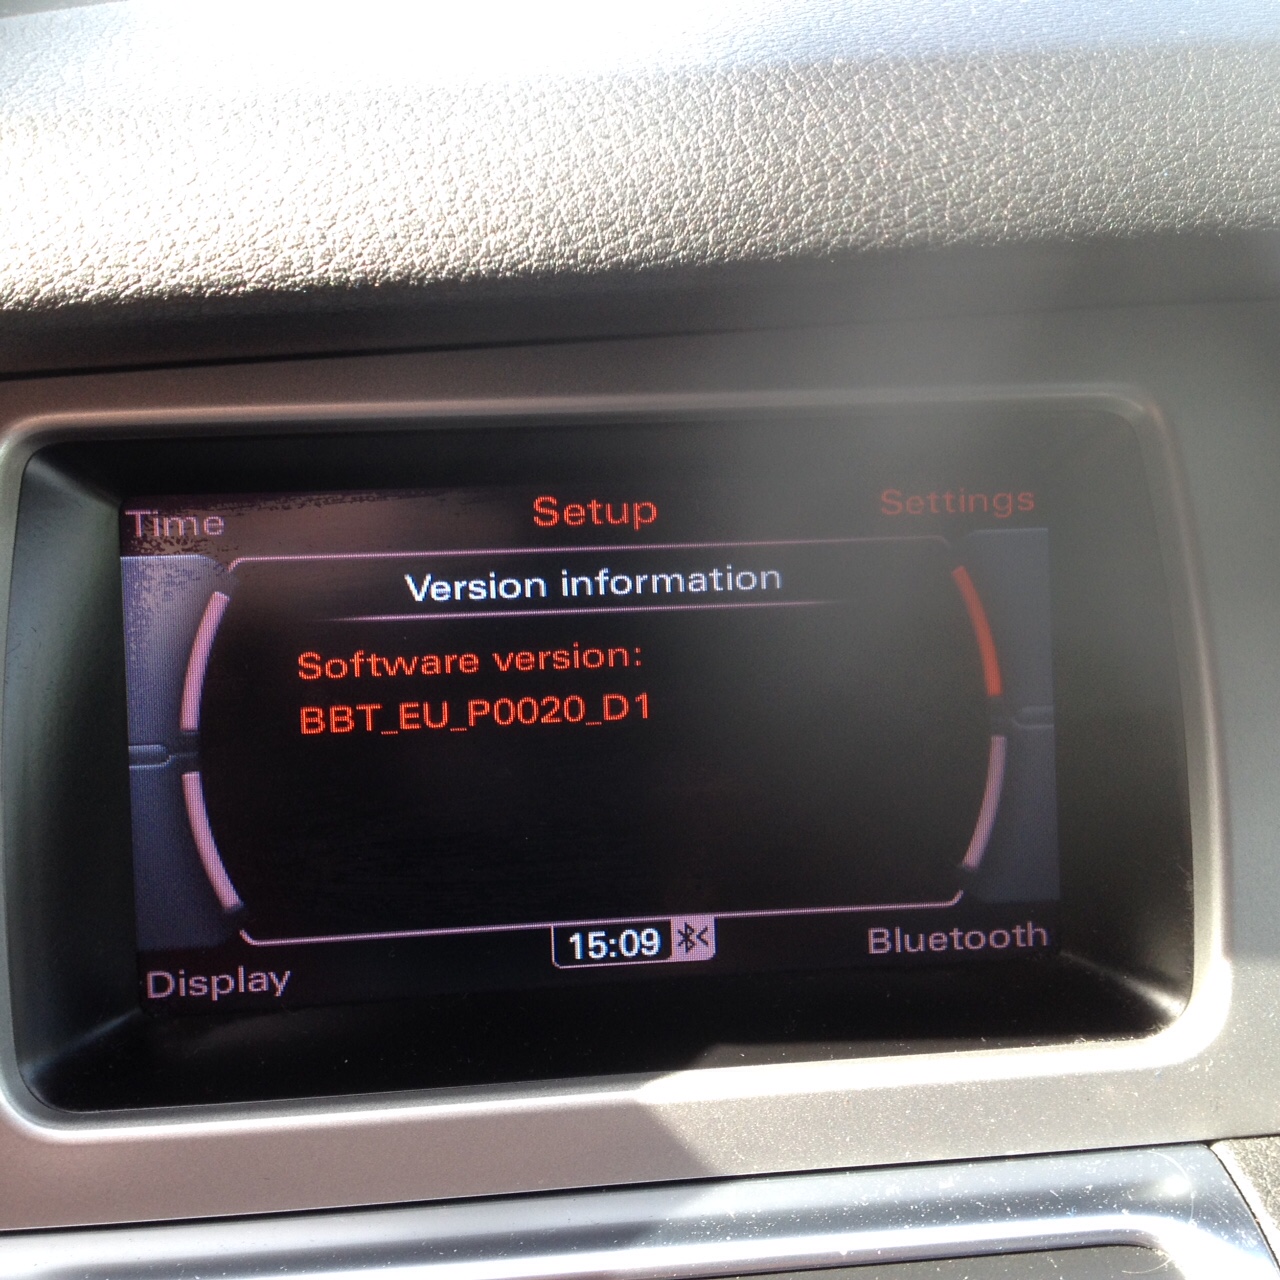 Time
Setup
Settings
Version information
Software version:
BBT_EU_P0020_D1
15:09
Display
Bluetooth